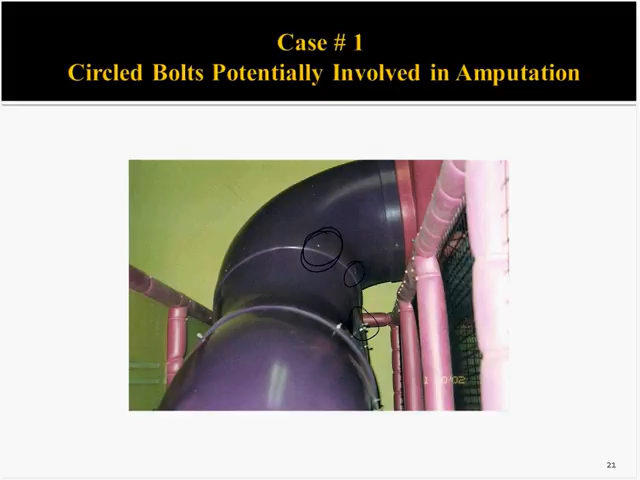 Case # 1
Circled Bolts Potentially Involved in Amputation
21